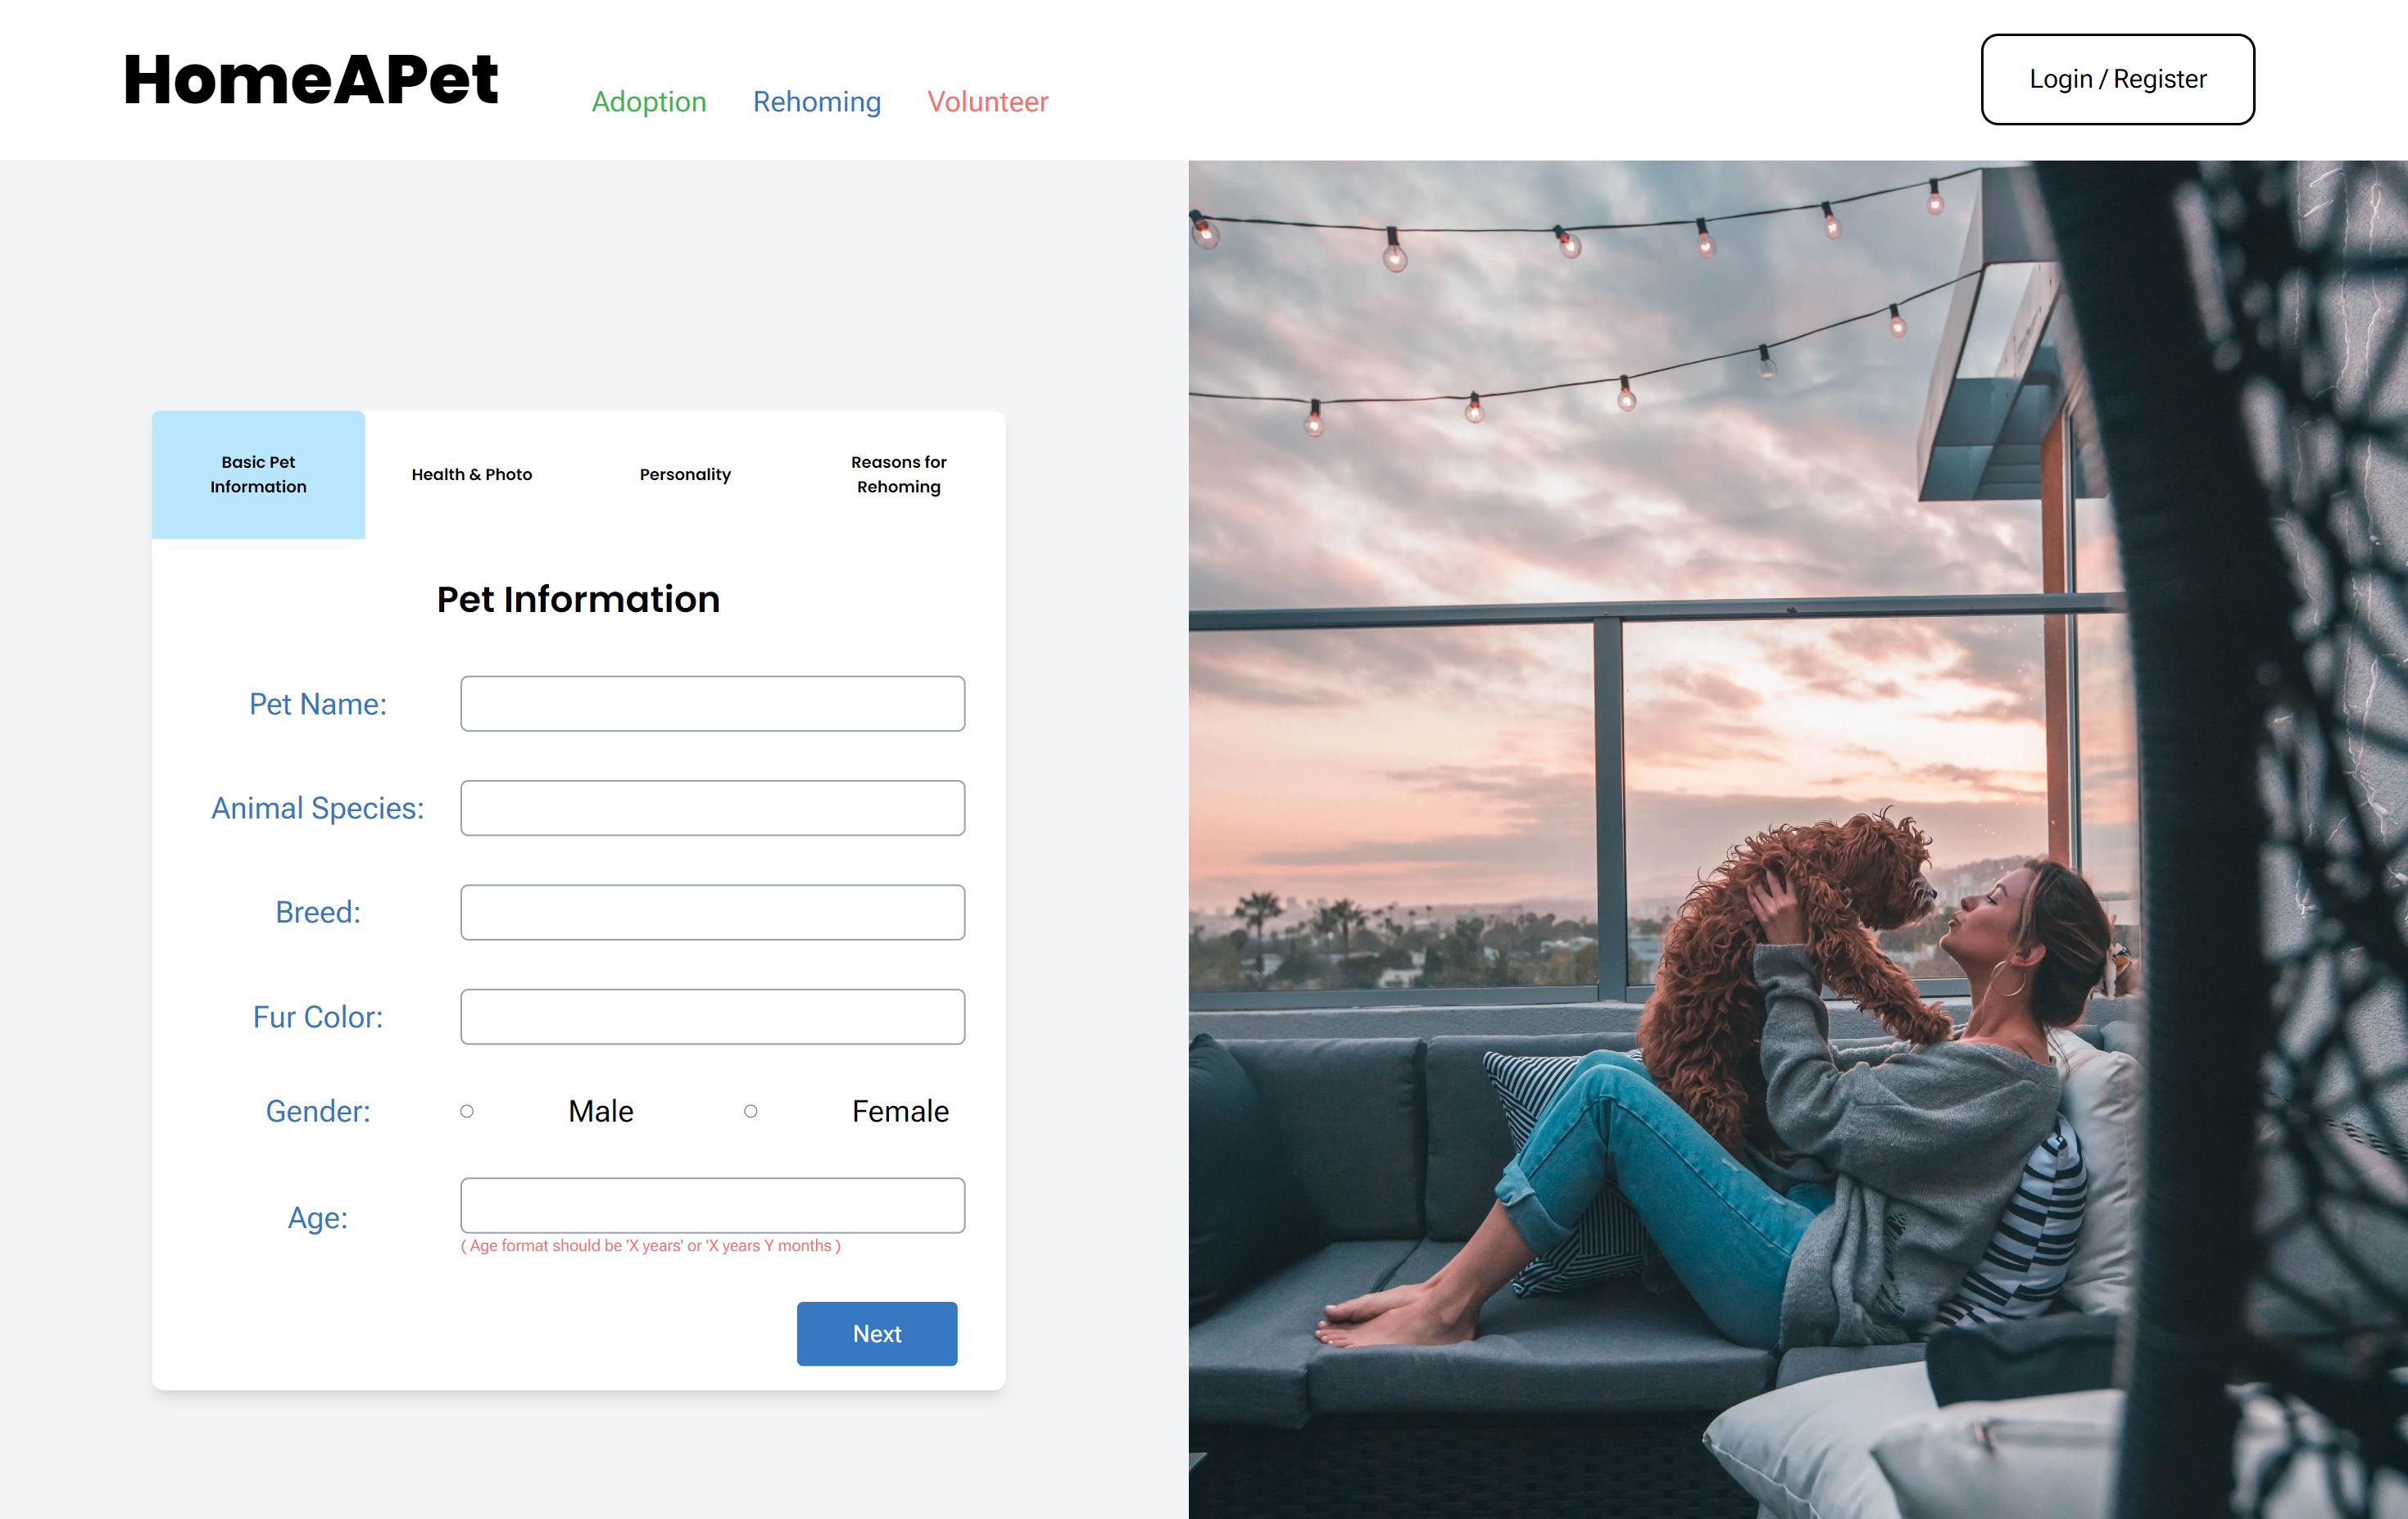 HomeAPet
Adoption
Rehoming
Volunteer
Login / Register
Basic Pet
Information
Health & Photo
Personality
Reasons for
Rehoming
Pet Information
Pet Name:
Animal Species:
Breed:
Fur Color:
Gender:
Male
Female
Age:
( Age format should be 'X years' or 'X years Y months )
Next